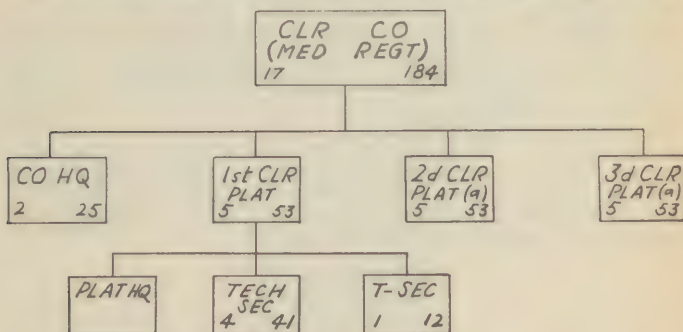 CLR CO
(MED REGT)
17 184
CO HQ
2 25
1st CLR
PLAT
5 53
2d CLR
PLAT (a)
5 53
3d CLR
PLAT (a)
5 53
PLAT HQ
TECH
SEC
4 41
T-SEC
1 12